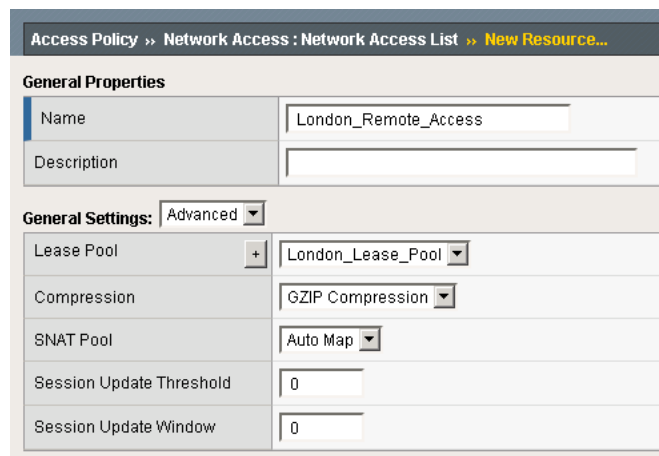 Access Policy ›› Network Access : Network Access List ›› New Resource...
General Properties
Name London_Remote_Access
Description
General Settings: Advanced
Lease Pool + London_Lease_Pool
Compression GZIP Compression
SNAT Pool Auto Map
Session Update Threshold 0
Session Update Window 0